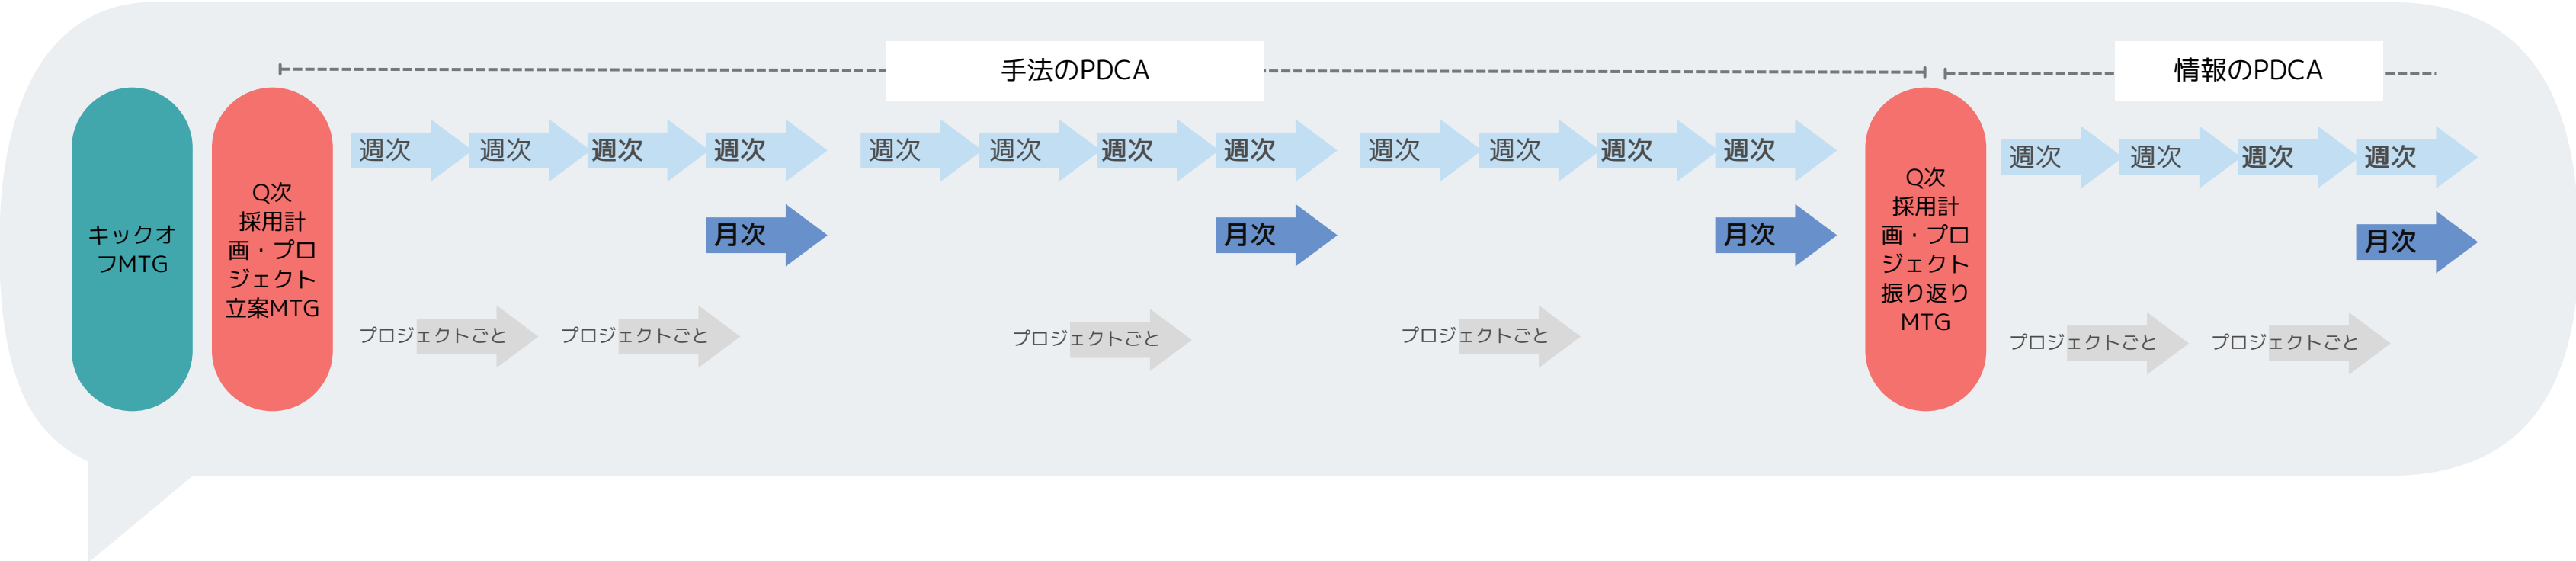 手法のPDCA
情報のPDCA
キックオ
フMTG
Q次
採用計
画・プロ
ジェクト
立案MTG
週次
週次
週次
週次
週次
週次
週次
週次
週次
週次
週次
週次
月次
月次
月次
プロジェクトごと
プロジェクトごと
プロジェクトごと
プロジェクトごと
Q次
採用計
画・プロ
ジェクト
振り返り
MTG
週次
週次
週次
週次
月次
プロジェクトごと
プロジェクトごと